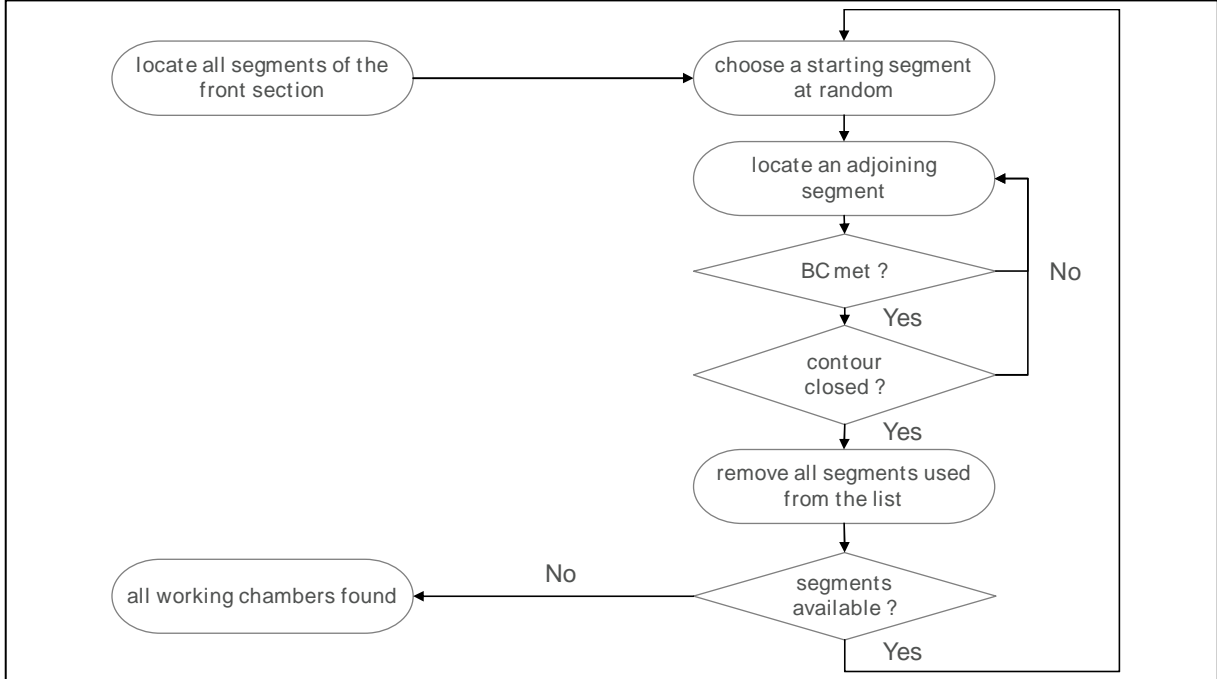 locate all segments of the
front section
choose a starting segment
at random
locate an adjoining
segment
BC met ?
No
Yes
contour
closed ?
Yes
remove all segments used
from the list
segments
available ?
No
all working chambers found
Yes